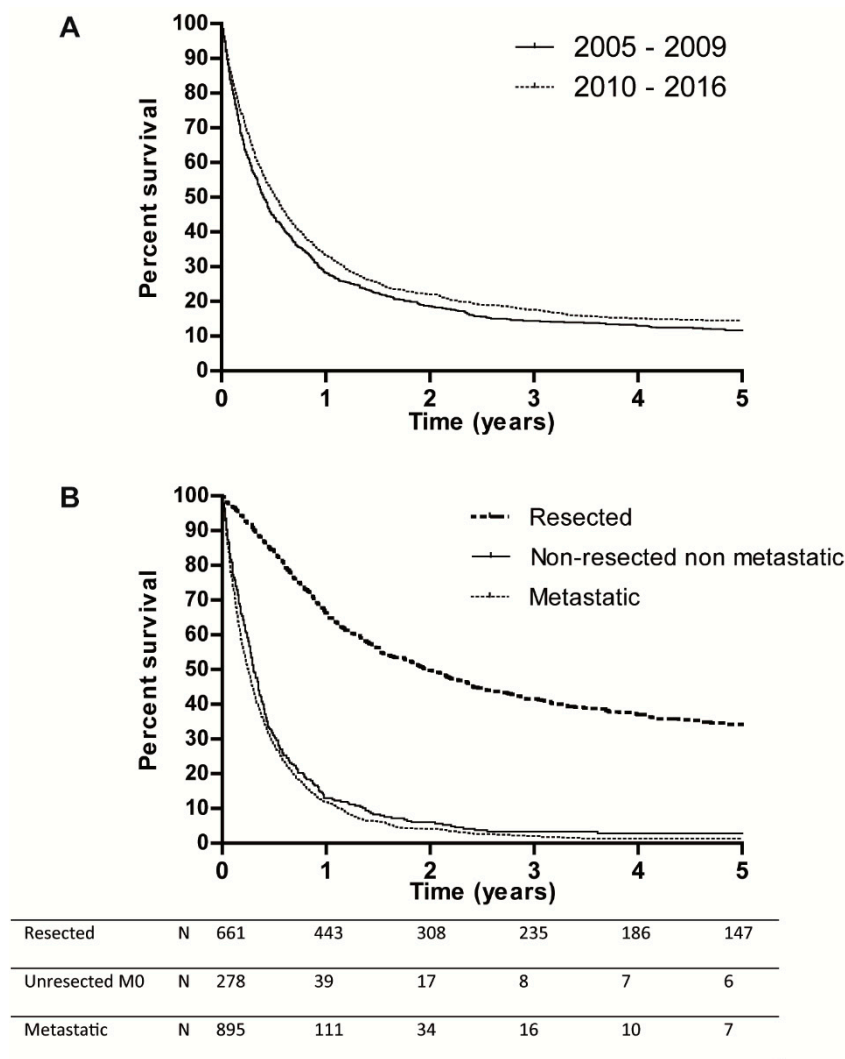 A
100
90
80
70
60
50
40
30
20
10
0
Percent survival
2005 - 2009
2010 - 2016
0 1 2 3 4 5
Time (years)
B
100
90
80
70
60
50
40
30
20
10
0
Percent survival
Resected
Non-resected non metastatic
Metastatic
0 1 2 3 4 5
Time (years)
Resected N 661 443 308 235 186 147
Unresected M0 N 278 39 17 8 7 6
Metastatic N 895 111 34 16 10 7